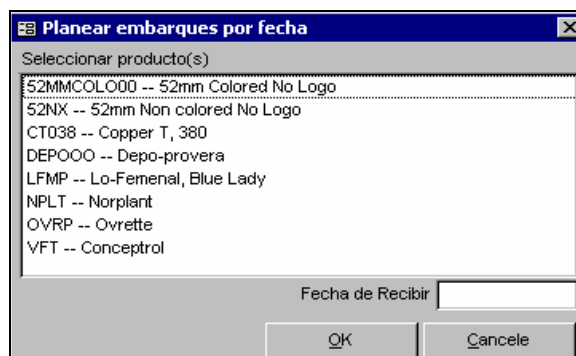 Planear embarques por fecha
Seleccionar producto(s)
52MMCOLO00 -- 52mm Colored No Logo
52NX -- 52mm Non colored No Logo
CT038 -- Copper T, 380
DEPOOO -- Depo-provera
LFMP -- Lo-Femenal, Blue Lady
NPLT -- Norplant
OVRP -- Ovrette
VFT -- Conceptrol
Fecha de Recibir
OK Cancele